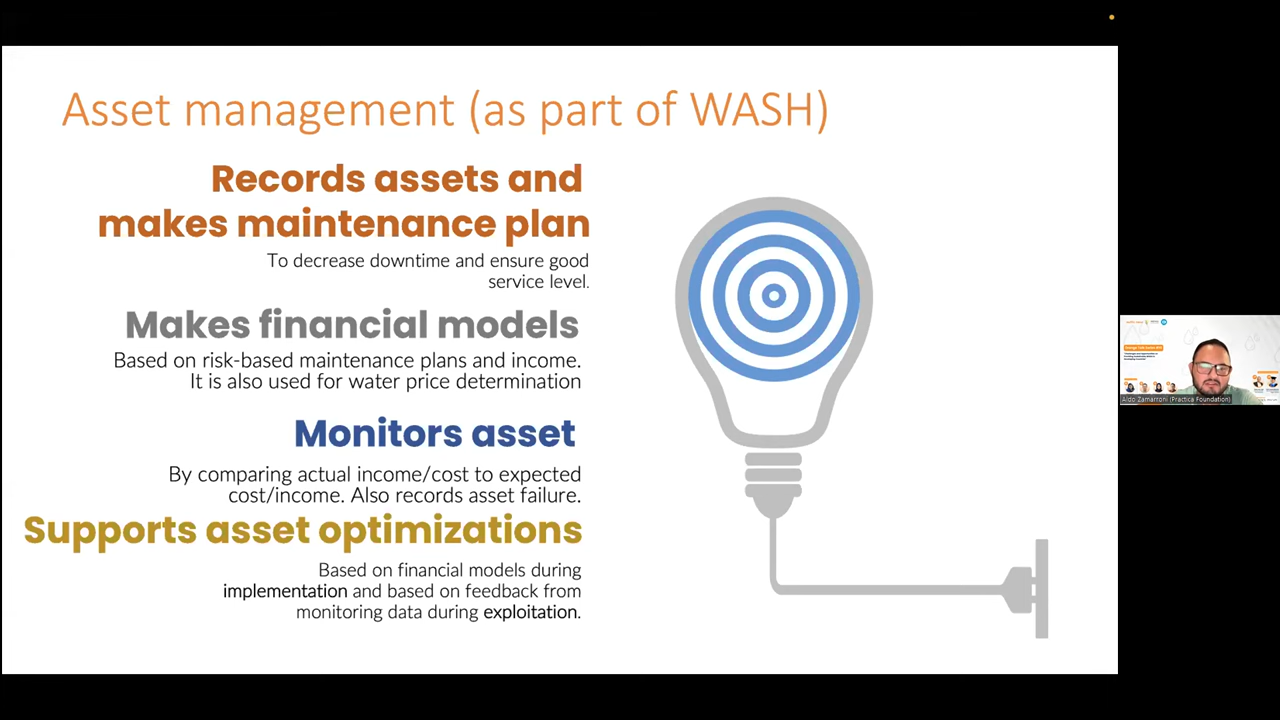 Asset management (as part of WASH)
Records assets and
makes maintenance plan
To decrease downtime and ensure good
service level.
Makes financial models
Based on risk-based maintenance plans and income.
It is also used for water price determination
Monitors asset
By comparing actual income/cost to expected
cost/income. Also records asset failure.
Supports asset optimizations
Based on financial models during
implementation and based on feedback from
monitoring data during exploitation.
Aldo Zamarroni (Practica Foundation)